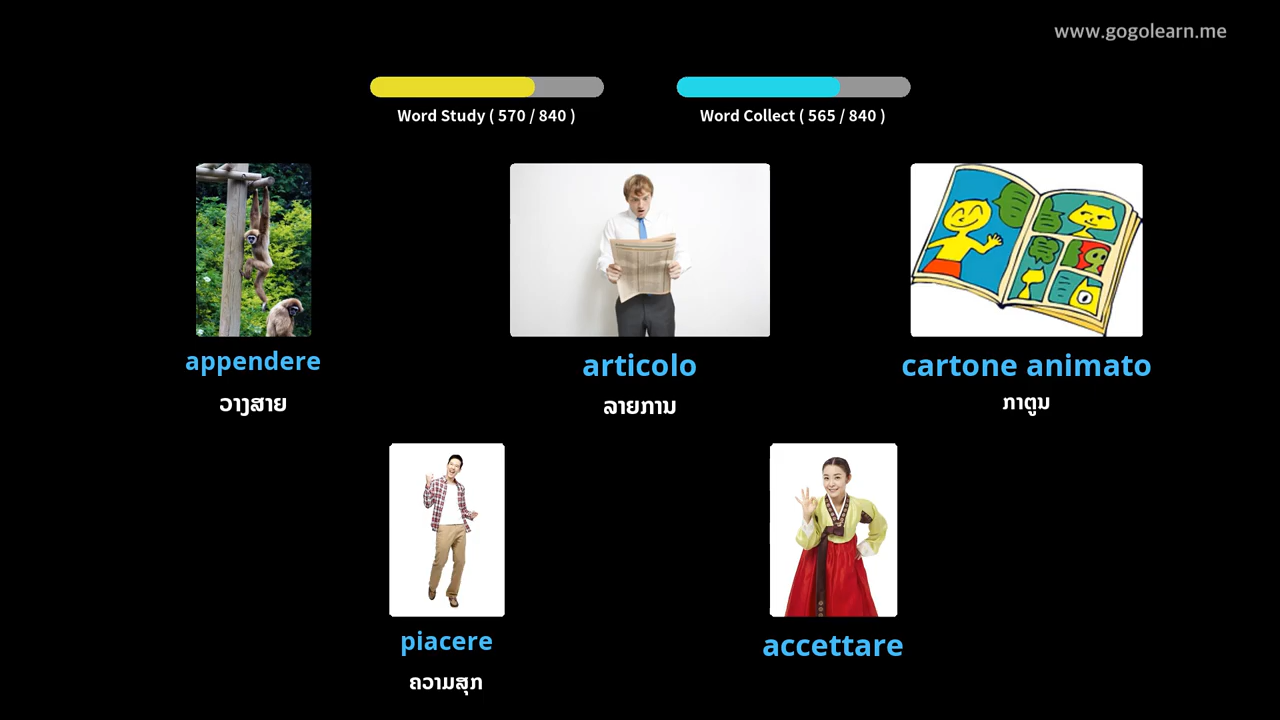 www.gogolearn.me
Word Study ( 570 / 840 )
Word Collect ( 565 / 840 )
appendere
ວາງສາຍ
articolo
ລາຍການ
cartone animato
ກາຕູນ
piacere
ຄວາມສຸກ
accettare